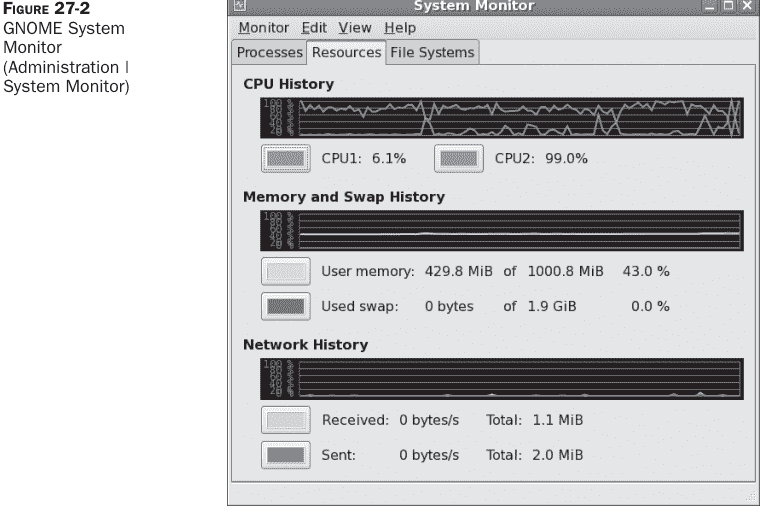 FIGURE 27-2
GNOME System
Monitor
(Administration |
System Monitor)
System Monitor
Monitor Edit View Help
Processes Resources File Systems
CPU History
CPU1: 6.1% CPU2: 99.0%
Memory and Swap History
User memory: 429.8 MiB of 1000.8 MiB 43.0 %
Used swap: 0 bytes of 1.9 GiB 0.0 %
Network History
Received: 0 bytes/s Total: 1.1 MiB
Sent: 0 bytes/s Total: 2.0 MiB